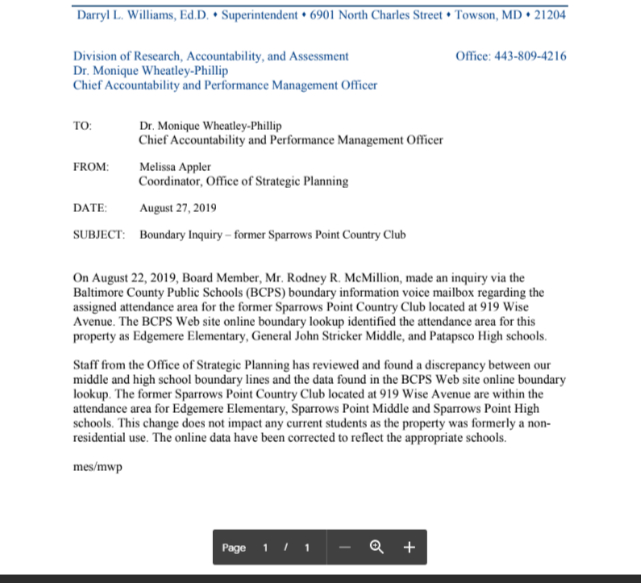 Darryl L. Williams, Ed.D. • Superintendent • 6901 North Charles Street • Towson, MD • 21204
Division of Research, Accountability, and Assessment Office: 443-809-4216
Dr. Monique Wheatley-Phillip
Chief Accountability and Performance Management Officer
TO: Dr. Monique Wheatley-Phillip
Chief Accountability and Performance Management Officer
FROM: Melissa Appler
Coordinator, Office of Strategic Planning
DATE: August 27, 2019
SUBJECT: Boundary Inquiry – former Sparrows Point Country Club
On August 22, 2019, Board Member, Mr. Rodney R. McMillion, made an inquiry via the
Baltimore County Public Schools (BCPS) boundary information voice mailbox regarding the
assigned attendance area for the former Sparrows Point Country Club located at 919 Wise
Avenue. The BCPS Web site online boundary lookup identified the attendance area for this
property as Edgemere Elementary, General John Stricker Middle, and Patapsco High schools.
Staff from the Office of Strategic Planning has reviewed and found a discrepancy between our
middle and high school boundary lines and the data found in the BCPS Web site online boundary
lookup. The former Sparrows Point Country Club located at 919 Wise Avenue are within the
attendance area for Edgemere Elementary, Sparrows Point Middle and Sparrows Point High
schools. This change does not impact any current students as the property was formerly a non-
residential use. The online data have been corrected to reflect the appropriate schools.
mes/mwp
Page 1 / 1